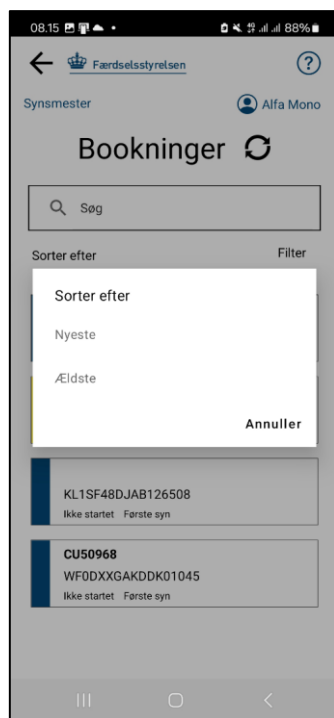 08.15 88%
Færdselsstyrelsen ?
Synsmester Alfa Mono
Bookninger
Søg
Sorter efter Filter
Sorter efter
Nyeste
Ældste
Annuller
KL1SF48DJAB126508
Ikke startet Første syn
CU50968
WF0DXXGAKDDK01045
Ikke startet Første syn